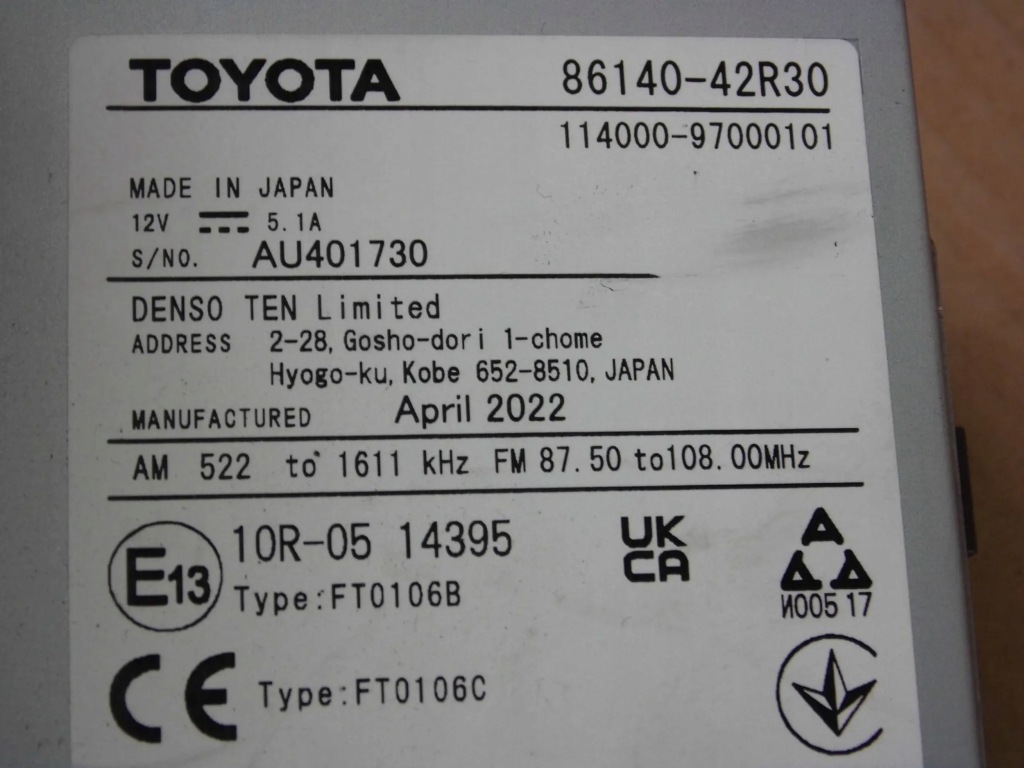 TOYOTA 86140-42R30
114000-97000101
MADE IN JAPAN
12V 5.1A
S/NO. AU401730
DENSO TEN Limited
ADDRESS 2-28, Gosho-dori 1-chome
Hyogo-ku, Kobe 652-8510, JAPAN
MANUFACTURED April 2022
AM 522 to 1611 kHz FM 87.50 to108.00MHz
E13 10R-05 14395
Type:FT0106B
UK
CA
И005 17
CE Type:FT0106C